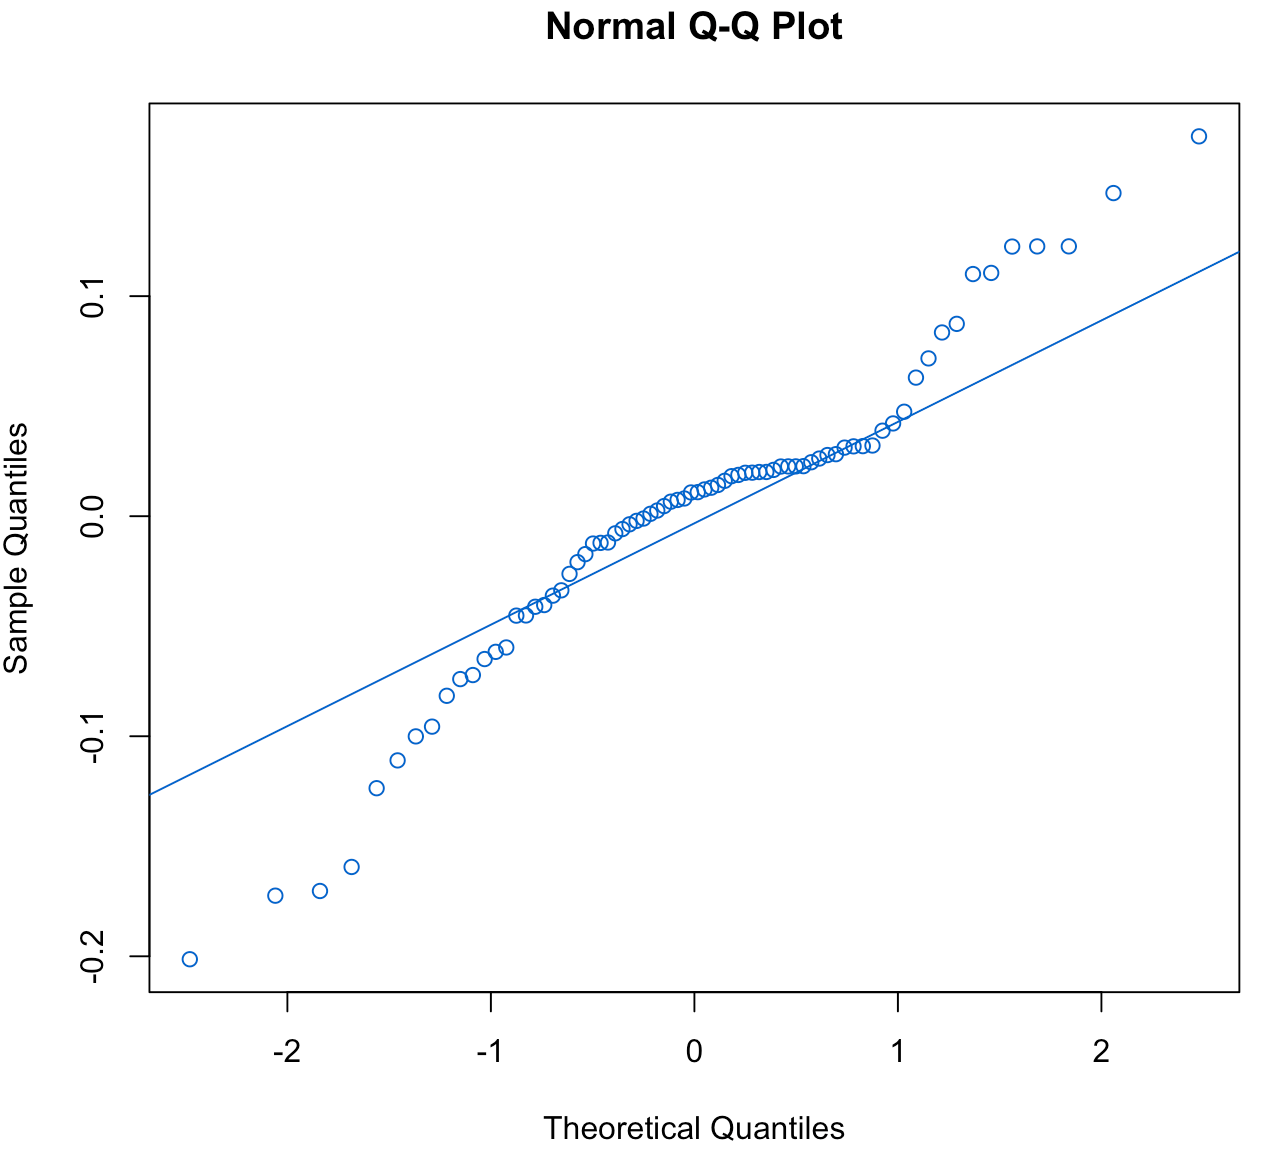 Normal Q-Q Plot
Sample Quantiles
0.1
0.0
-0.1
-0.2
-2 -1 0 1 2
Theoretical Quantiles